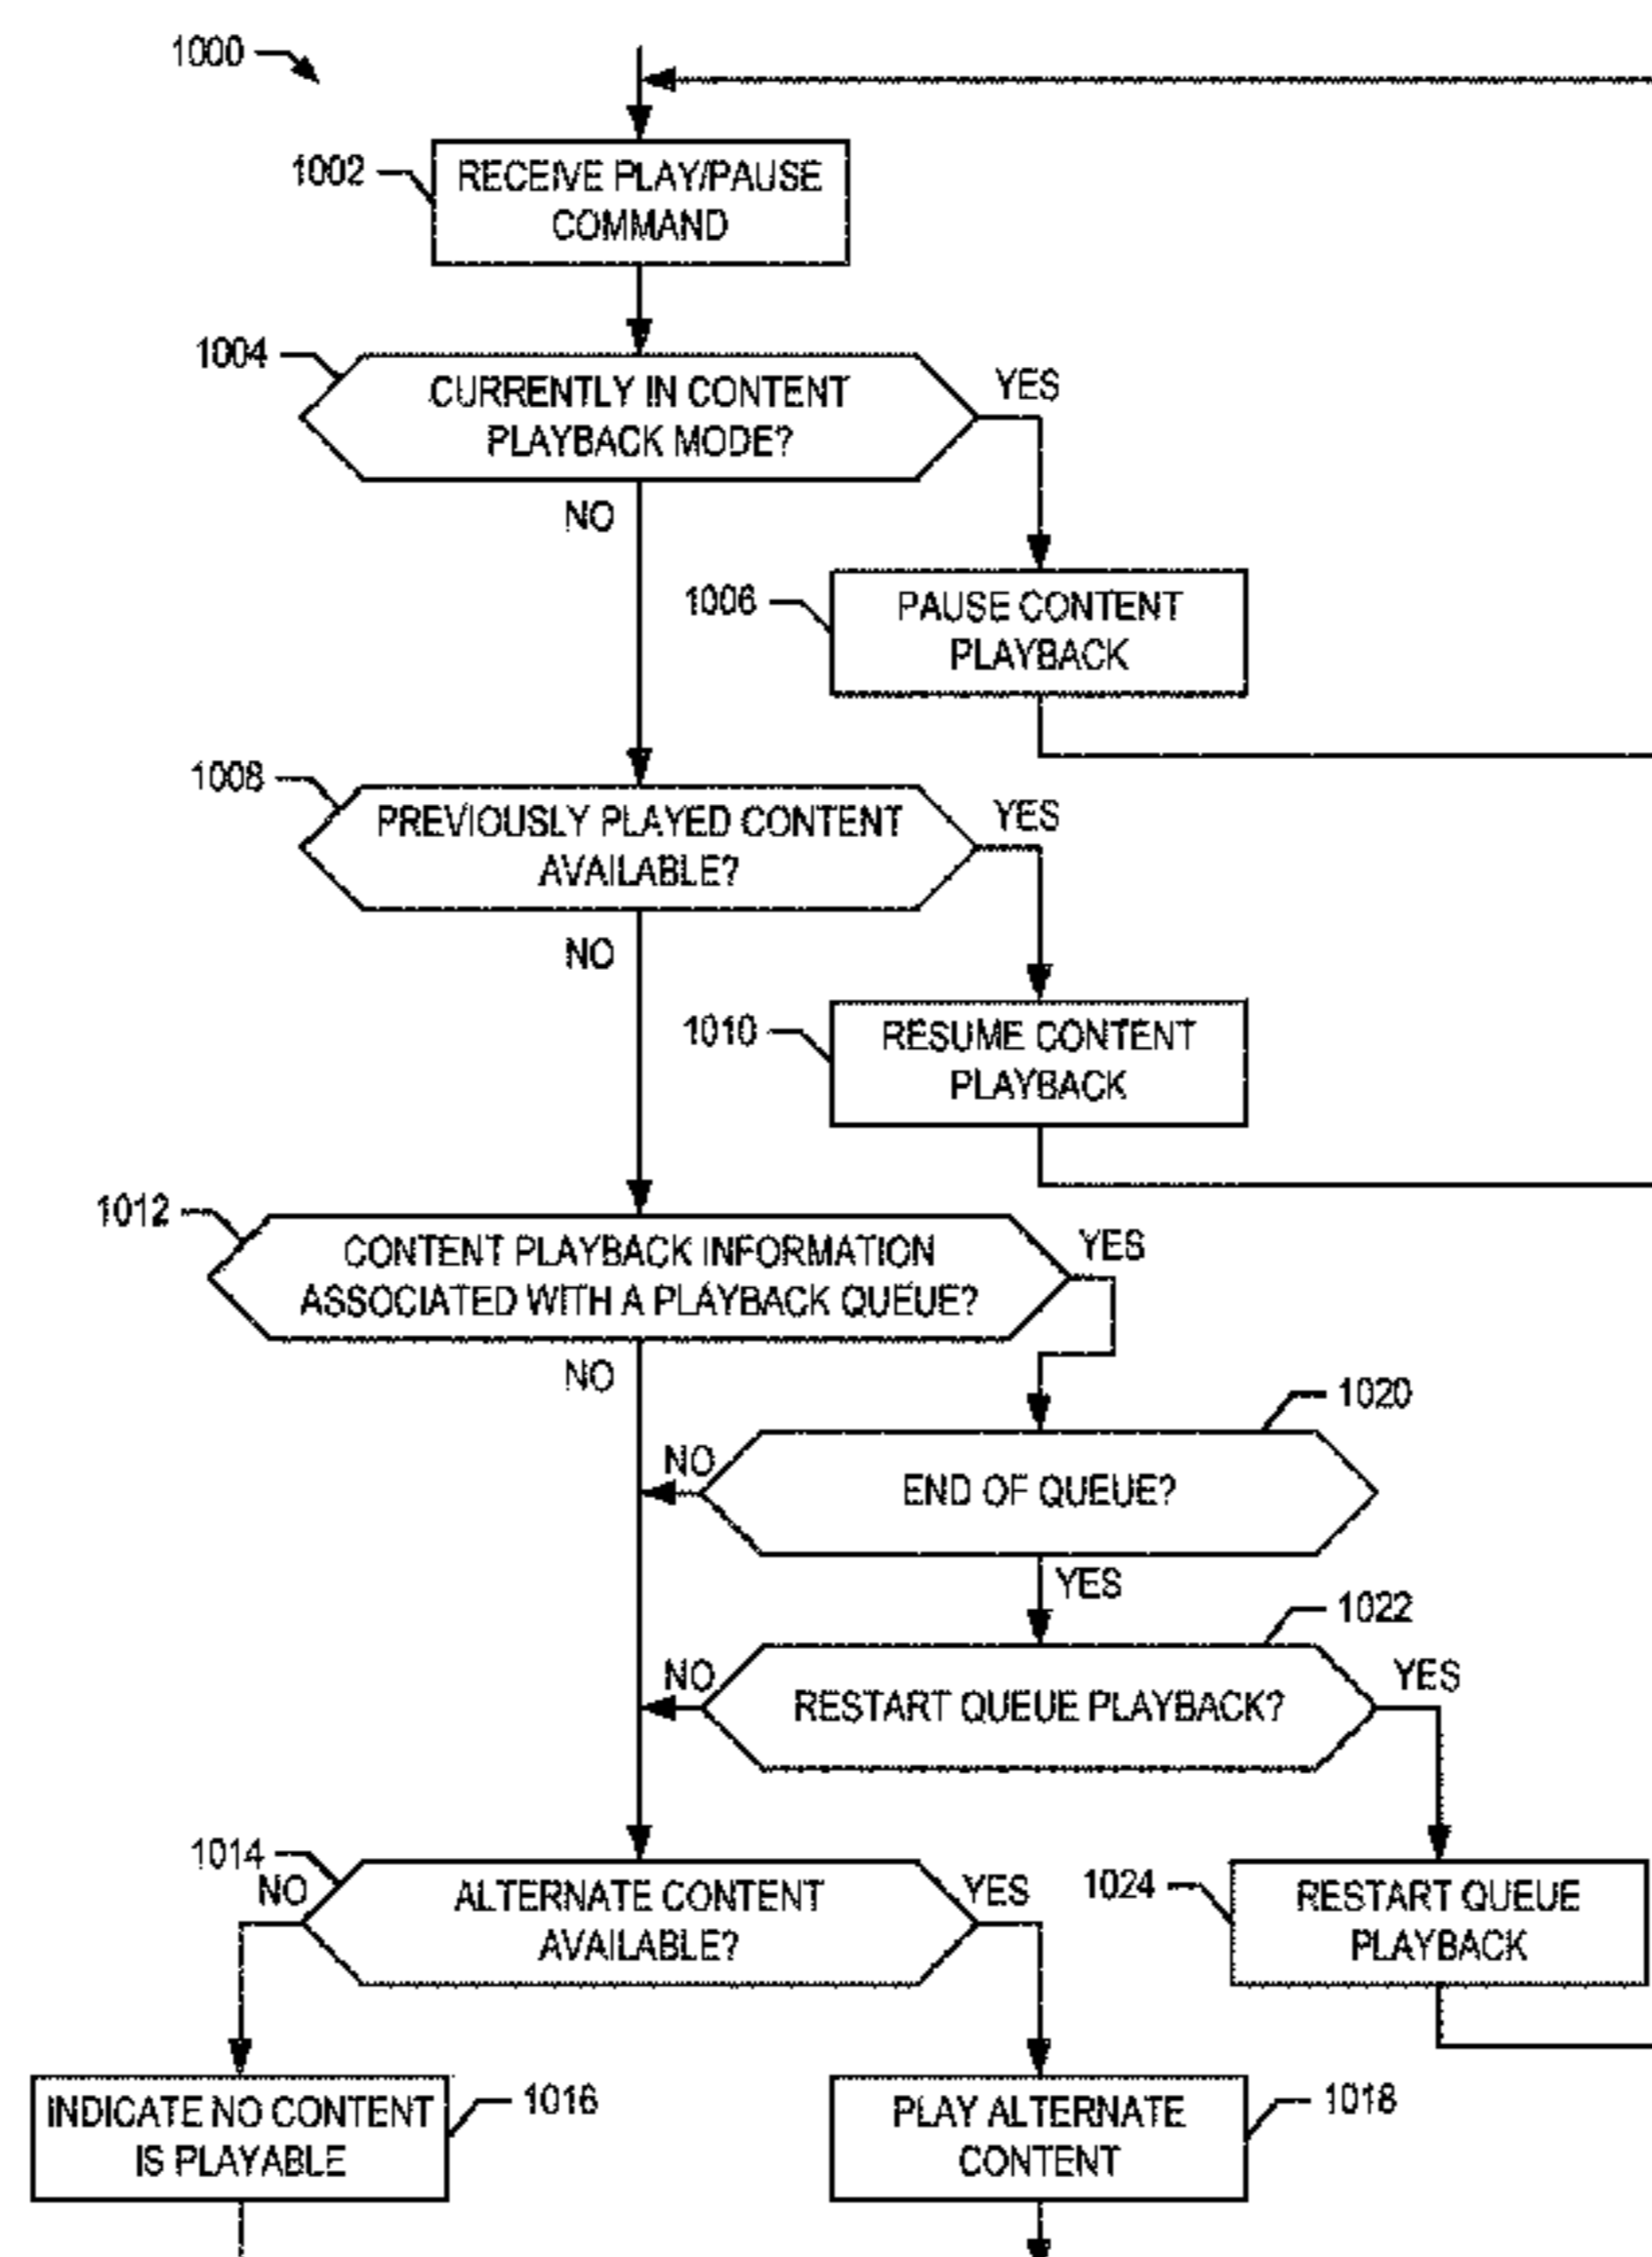 1000
1002
RECEIVE PLAY/PAUSE
COMMAND
1004
CURRENTLY IN CONTENT
PLAYBACK MODE?
YES
NO
1006
PAUSE CONTENT
PLAYBACK
1008
PREVIOUSLY PLAYED CONTENT
AVAILABLE?
YES
NO
1010
RESUME CONTENT
PLAYBACK
1012
CONTENT PLAYBACK INFORMATION
ASSOCIATED WITH A PLAYBACK QUEUE?
YES
NO
1020
NO
END OF QUEUE?
YES
1022
NO
RESTART QUEUE PLAYBACK?
YES
1014
NO
ALTERNATE CONTENT
AVAILABLE?
YES
1024
RESTART QUEUE
PLAYBACK
INDICATE NO CONTENT
IS PLAYABLE
1016
PLAY ALTERNATE
CONTENT
1018